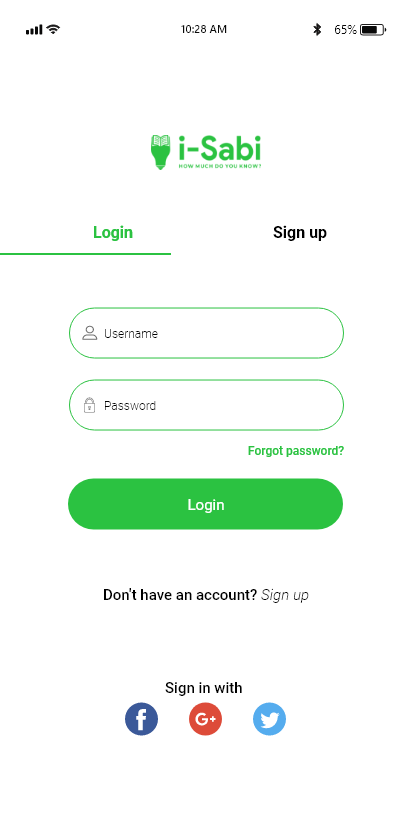 10:28 AM 65%
i-Sabi
HOW MUCH DO YOU KNOW?
Login Sign up
Username
Password
Forgot password?
Login
Don't have an account? Sign up
Sign in with
f G+